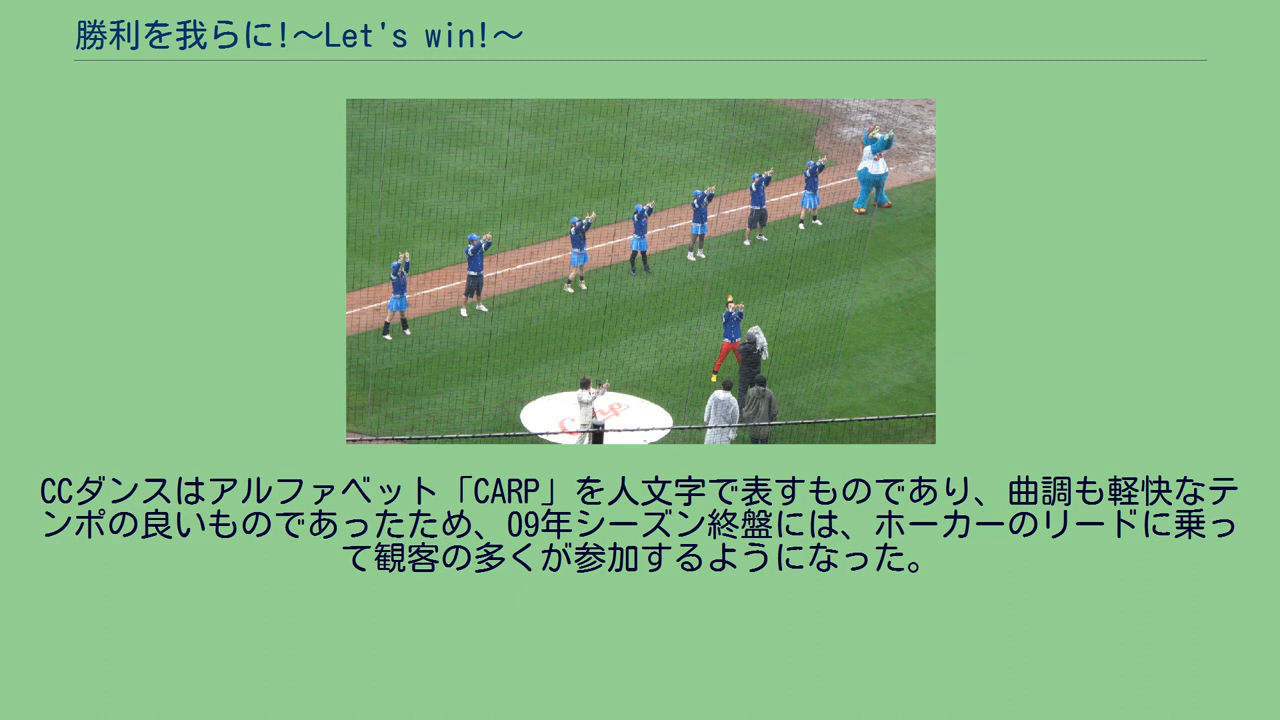 勝利を我らに!～Let's win!～
Carp
CCダンスはアルファベット「CARP」を人文字で表すものであり、曲調も軽快なテ
ンポの良いものであったため、09年シーズン終盤には、ホーカーのリードに乗っ
て観客の多くが参加するようになった。